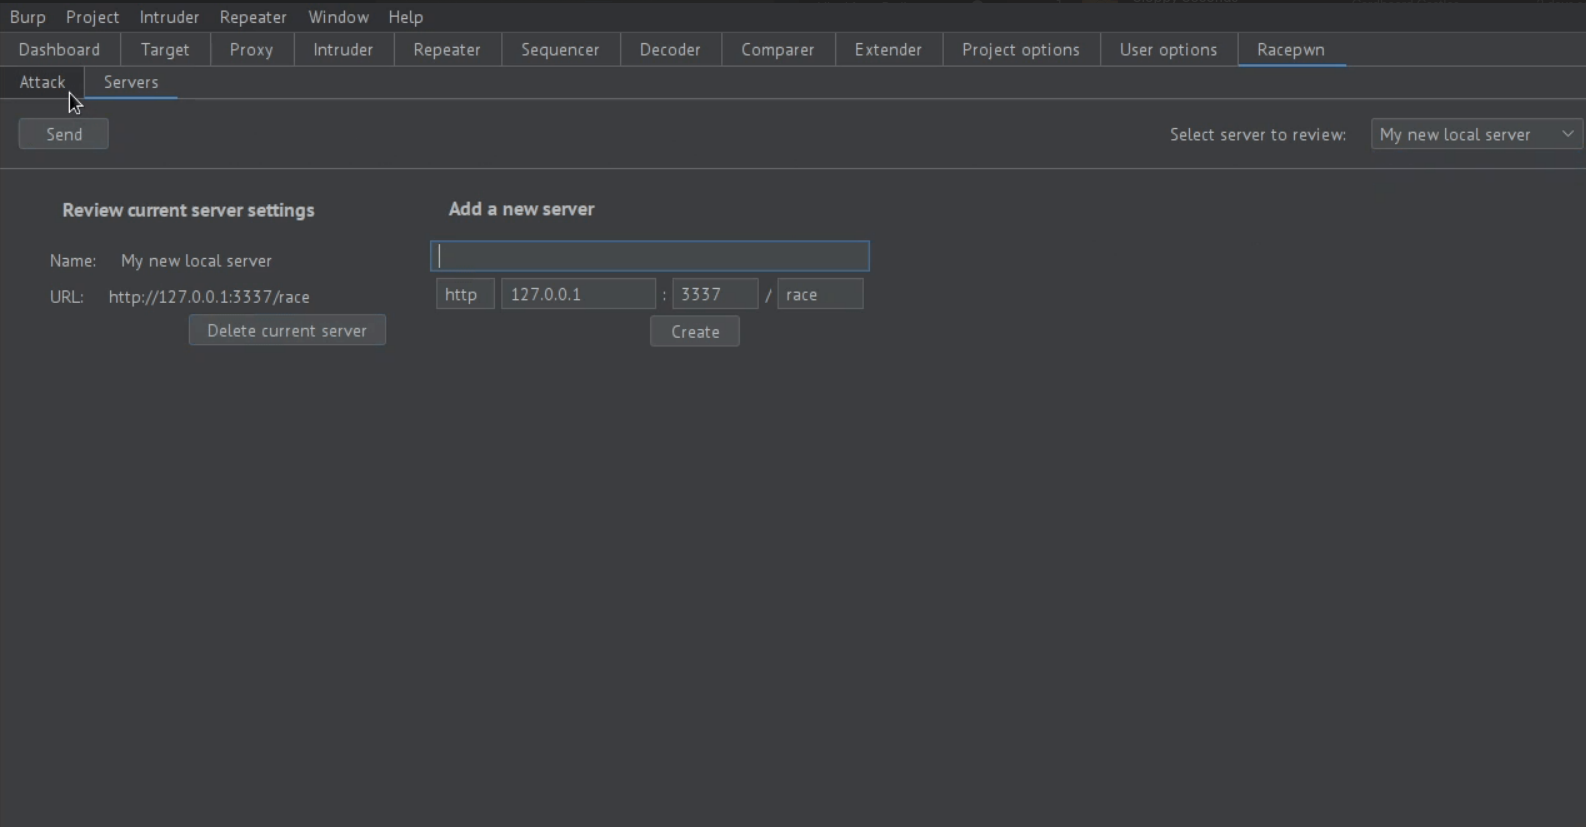 Burp Project Intruder Repeater Window Help
Dashboard Target Proxy Intruder Repeater Sequencer Decoder Comparer Extender Project options User options Racepwn
Attack Servers
Send Select server to review: My new local server
Review current server settings Add a new server
Name: My new local server
URL: http://127.0.0.1:3337/race http 127.0.0.1 : 3337 / race
Delete current server Create